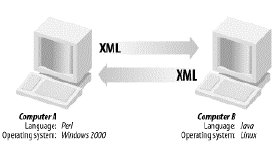 XML
XML
Computer A
Language: Perl
Operating system: Windows 2000
Computer B
Language: Java
Operating system: Linux